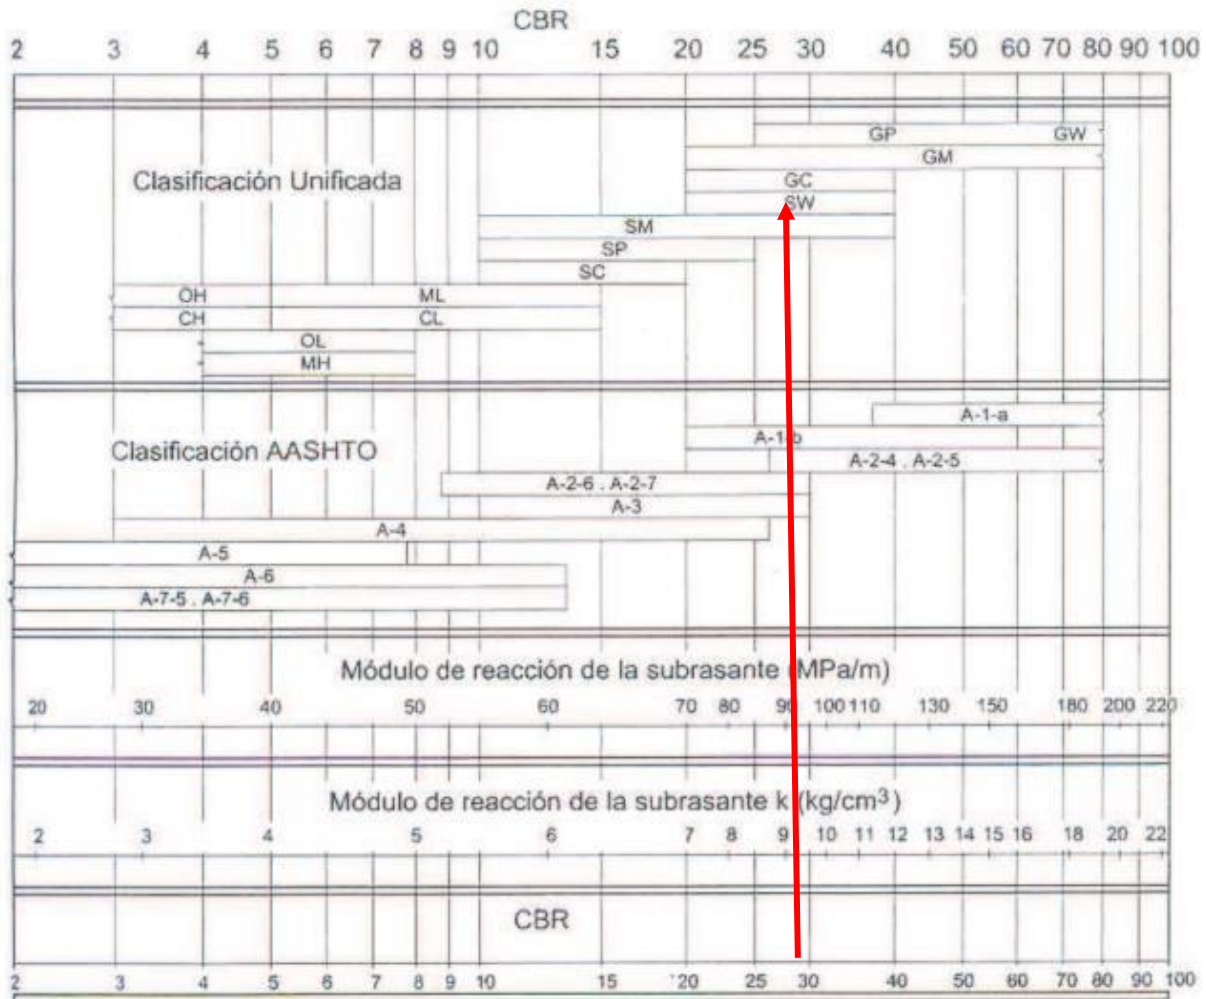 CBR
2 3 4 5 6 7 8 9 10 15 20 25 30 40 50 60 70 80 90 100
GP GW
GM
Clasificación Unificada
GC
SW
SM
SP
SC
OH ML
CH CL
OL
MH
A-1-a
A-1-b
Clasificación AASHTO
A-2-4 . A-2-5
A-2-6 . A-2-7
A-3
A-4
A-5
A-6
A-7-5 . A-7-6
Módulo de reacción de la subrasante (MPa/m)
20 30 40 50 60 70 80 90 100 110 130 150 180 200 220
Módulo de reacción de la subrasante k (kg/cm³)
2 3 4 5 6 7 8 9 10 11 12 13 14 15 16 18 20 22
CBR
2 3 4 5 6 7 8 9 10 15 20 25 30 40 50 60 70 80 90 100